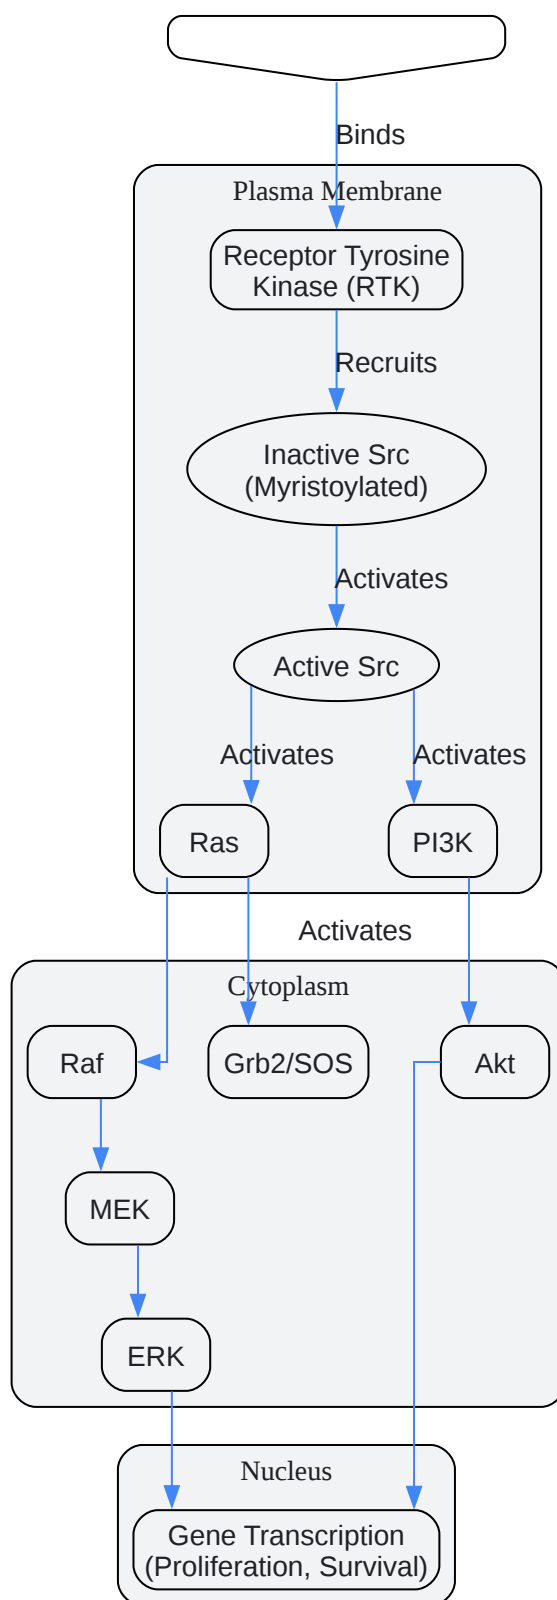 Binds
Plasma Membrane
Receptor Tyrosine
Kinase (RTK)
Recruits
Inactive Src
(Myristoylated)
Activates
Active Src
Activates
Activates
Ras
PI3K
Activates
Cytoplasm
Raf
Grb2/SOS
Akt
MEK
ERK
Nucleus
Gene Transcription
(Proliferation, Survival)